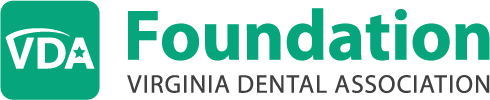 VDA
Foundation
VIRGINIA DENTAL ASSOCIATION